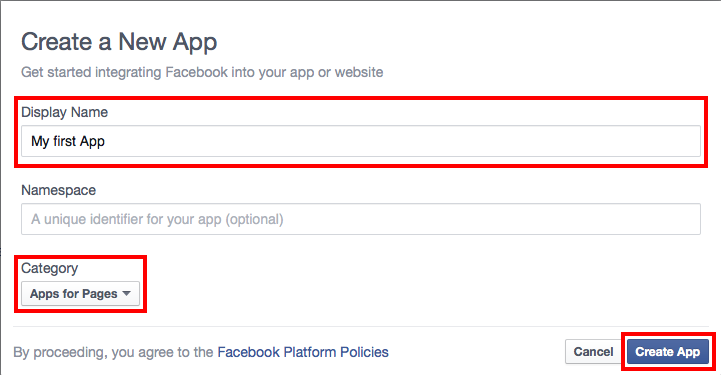 Create a New App
Get started integrating Facebook into your app or website
Display Name
My first App
Namespace
A unique identifier for your app (optional)
Category
Apps for Pages
By proceeding, you agree to the Facebook Platform Policies
Cancel
Create App